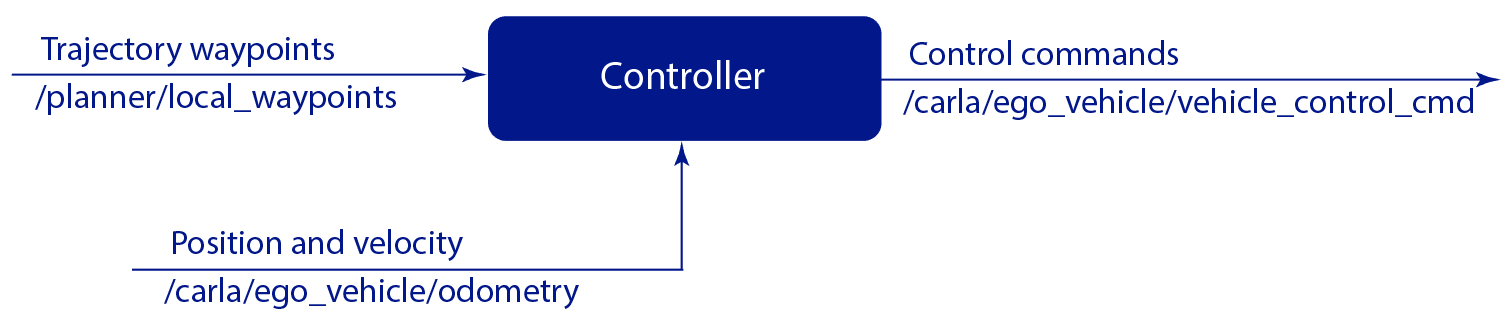 Trajectory waypoints
/planner/local_waypoints
Controller
Control commands
/carla/ego_vehicle/vehicle_control_cmd
Position and velocity
/carla/ego_vehicle/odometry